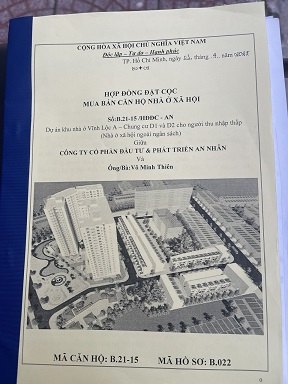 CỘNG HÒA XÃ HỘI CHỦ NGHĨA VIỆT NAM
Độc lập – Tự do – Hạnh phúc
TP. Hồ Chí Minh, ngày tháng năm
HỢP ĐỒNG ĐẶT CỌC
MUA BÁN CĂN HỘ NHÀ Ở XÃ HỘI
Số:B.21-15 /HĐĐC - AN
Dự án khu nhà ở Vĩnh Lộc A – Chung cư D1 và D2 cho người thu nhập thấp
(Nhà ở xã hội ngoài ngân sách)
Giữa
CÔNG TY CỔ PHẦN ĐẦU TƯ & PHÁT TRIỂN AN NHÂN
Và
Ông/Bà:Võ Minh Thiên
MÃ CĂN HỘ: B.21-15 MÃ HỒ SƠ: B.022